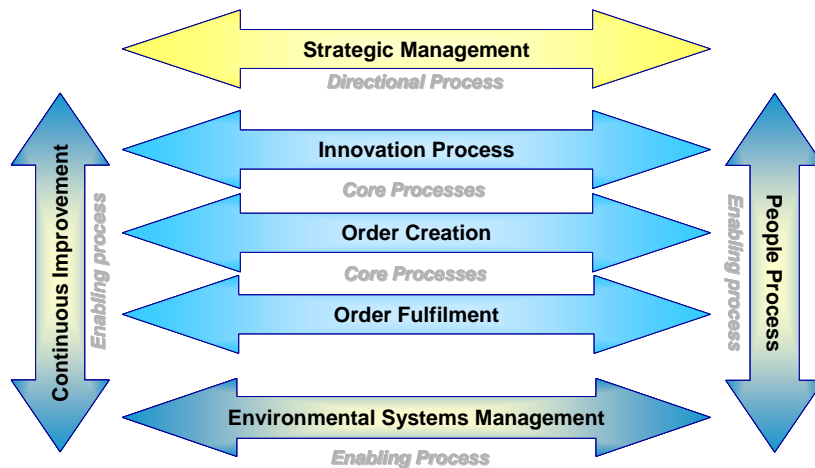 Strategic Management
Directional Process
Innovation Process
Core Processes
Order Creation
Core Processes
Order Fulfilment
Environmental Systems Management
Enabling Process
Continuous Improvement
Enabling process
People Process
Enabling process